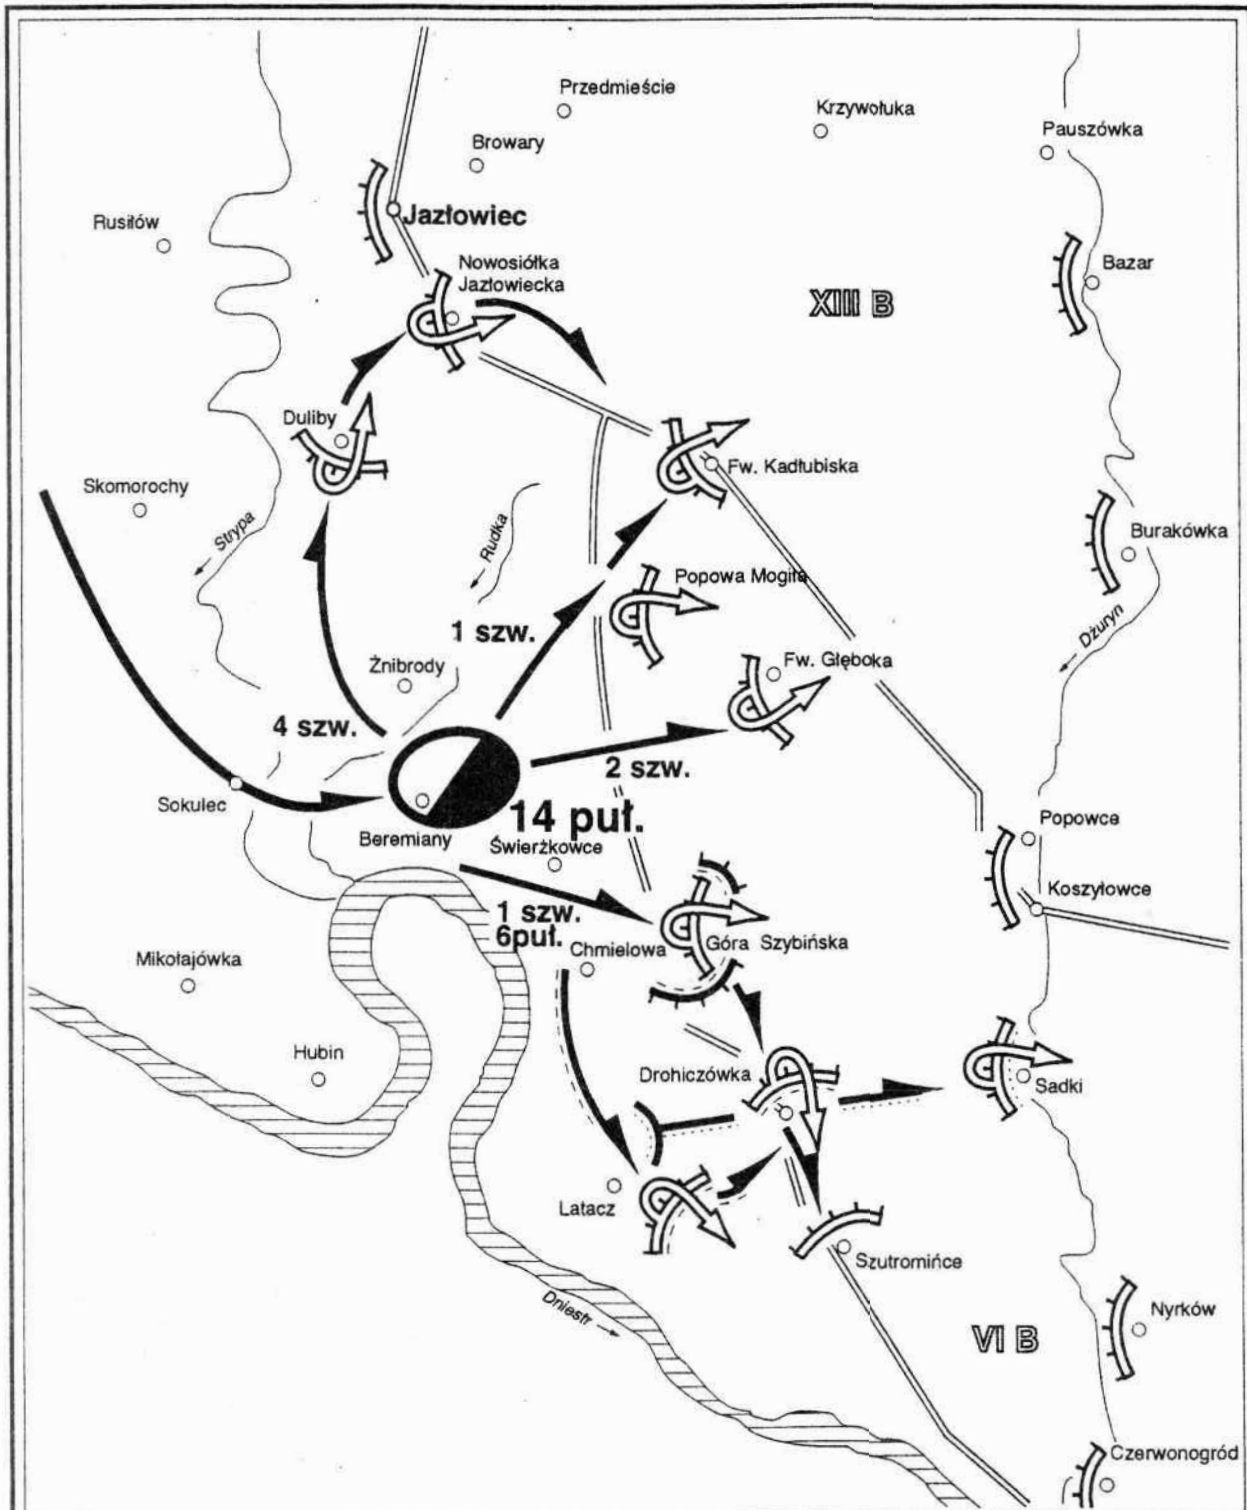 Przedmieście
Krzywołuka
Pauszówka
Browary
Jazłowiec
Rusiłów
Nowosiółka
Jazłowiecka
Bazar
XIII B
Duliby
Fw. Kadłubiska
Skomorochy
Strypa
Rudka
Burakówka
Popowa Mogiła
1 szw.
Dżuryn
Żnibrody
Fw. Głęboka
4 szw.
2 szw.
Sokulec
14 puł.
Beremiany
Świerżkowce
Popowce
Koszyłowce
1 szw.
6puł.
Chmielowa
Góra Szybińska
Mikołajówka
Hubin
Drohiczówka
Sadki
Latacz
Szutromińce
Dniestr
VI B
Nyrków
Czerwonogród